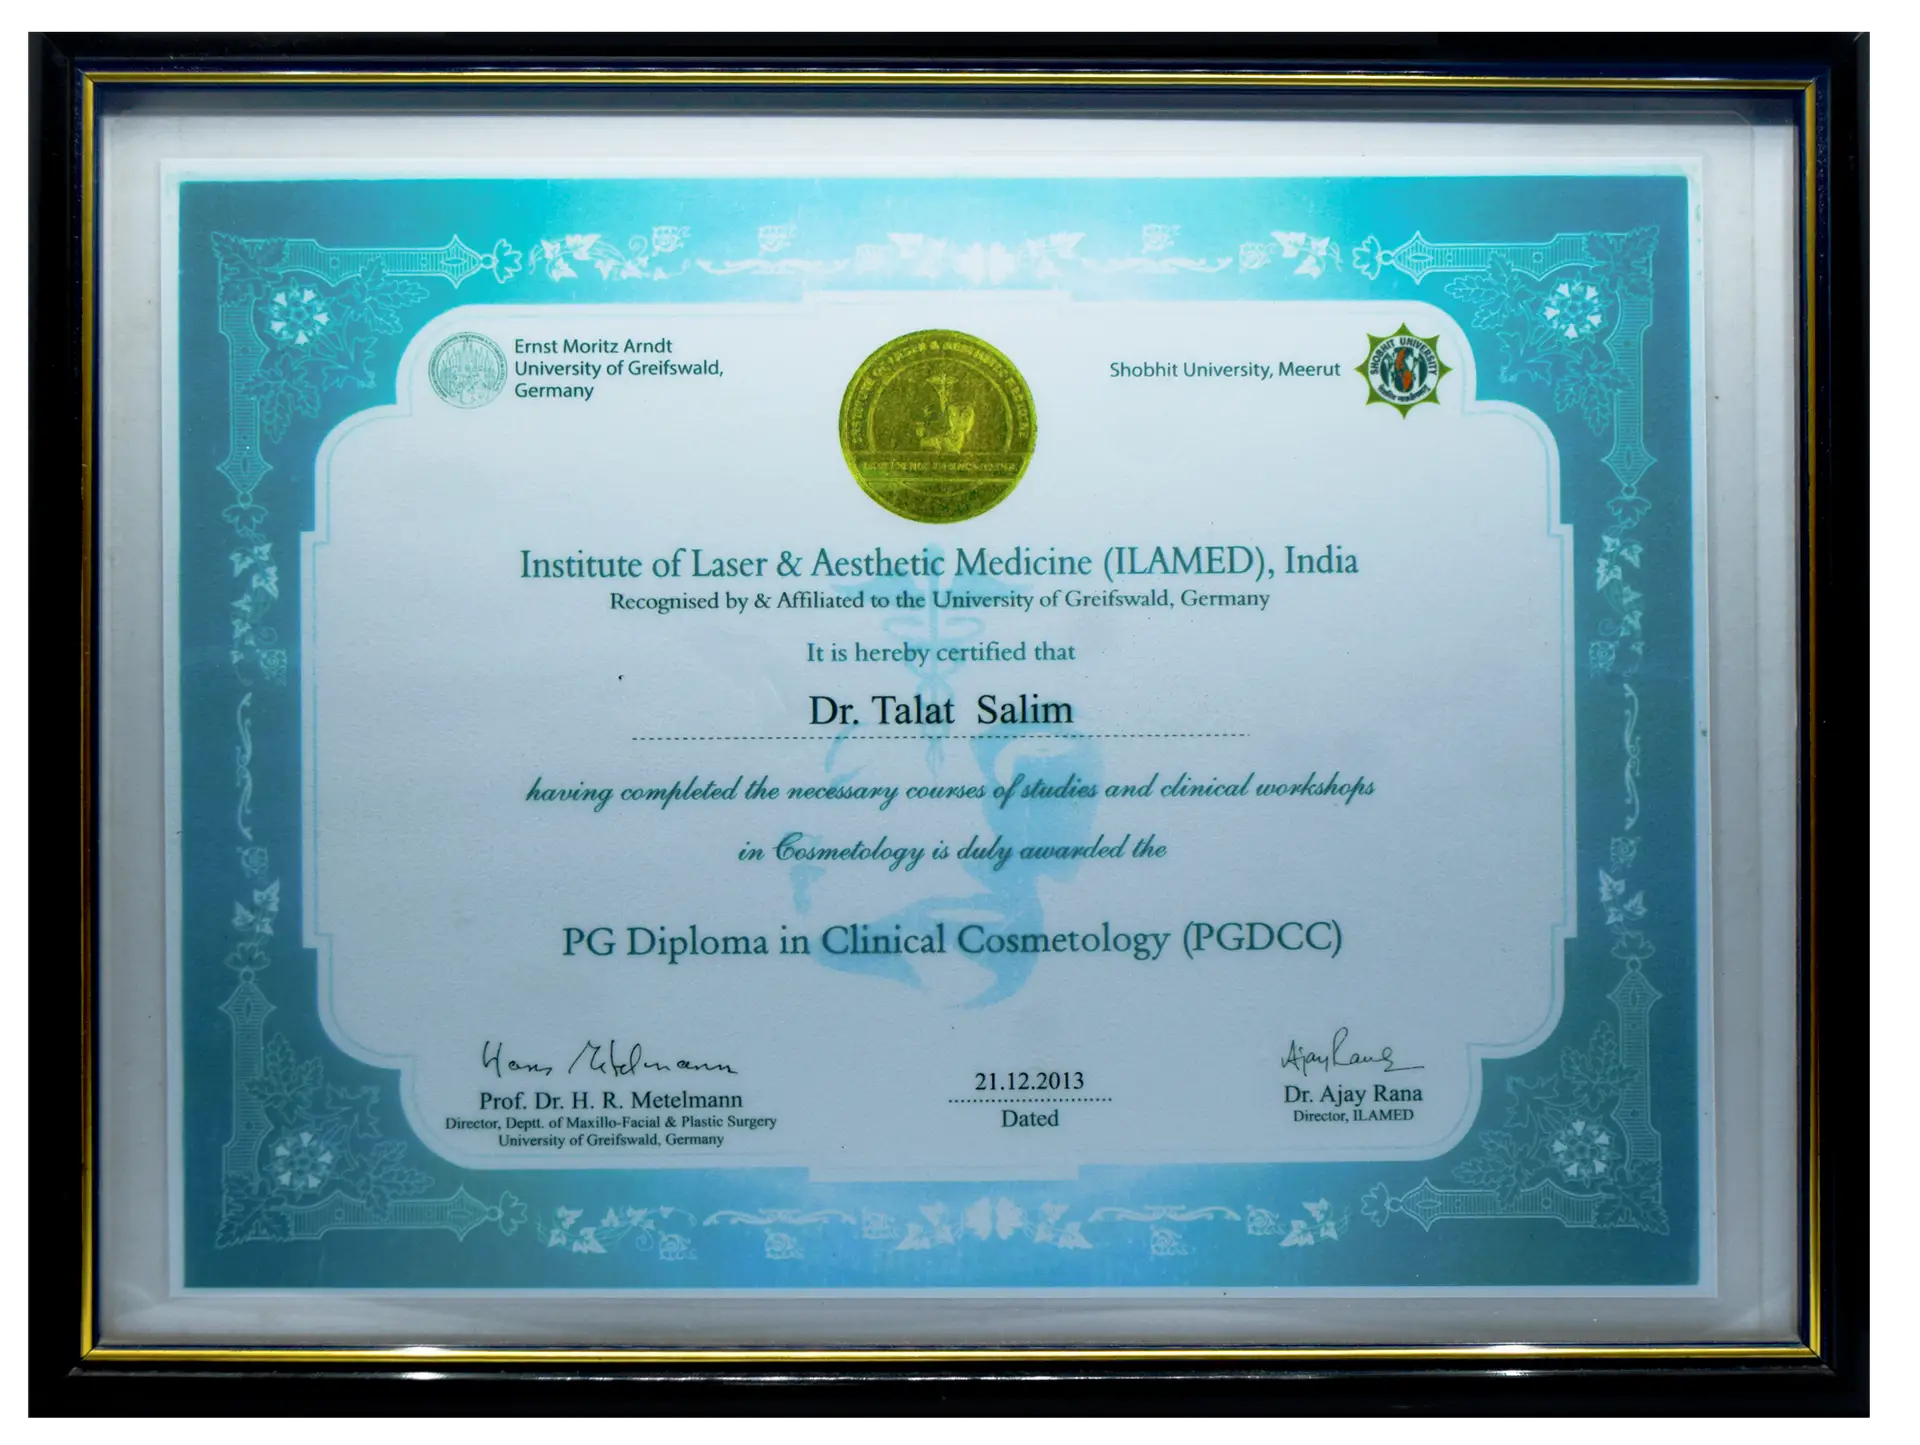 Ernst Moritz Arndt
University of Greifswald,
Germany
Shobhit University, Meerut
SHOBHIT UNIVERSITY
Institute of Laser & Aesthetic Medicine (ILAMED), India
Recognised by & Affiliated to the University of Greifswald, Germany
It is hereby certified that
Dr. Talat Salim
having completed the necessary courses of studies and clinical workshops
in Cosmetology is duly awarded the
PG Diploma in Clinical Cosmetology (PGDCC)
Prof. Dr. H. R. Metelmann
Director, Deptt. of Maxillo-Facial & Plastic Surgery
University of Greifswald, Germany
21.12.2013
Dated
Ajay Rana
Dr. Ajay Rana
Director, ILAMED